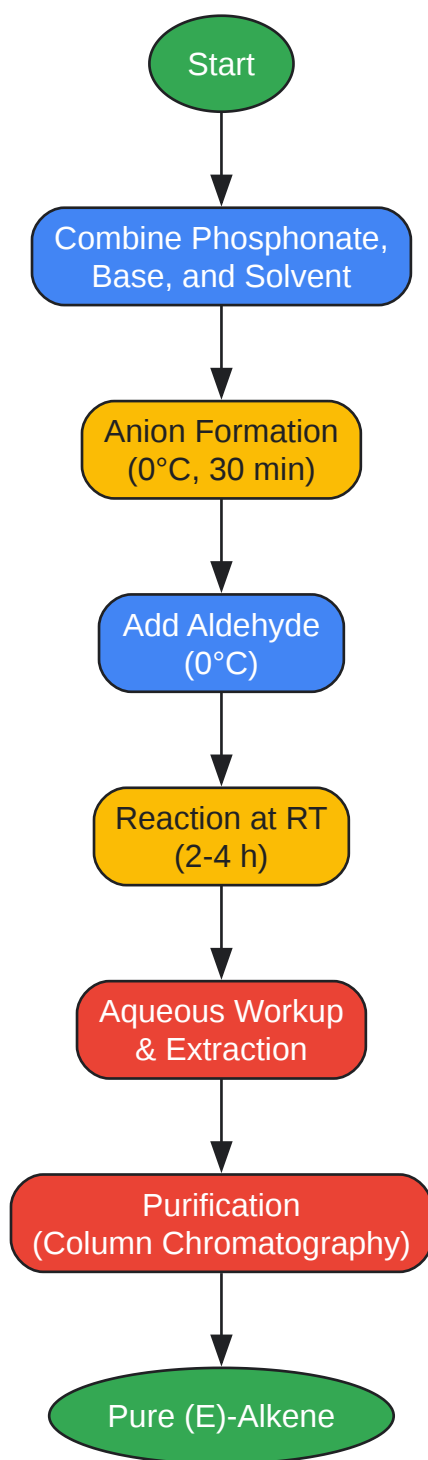 Start
Combine Phosphonate,
Base, and Solvent
Anion Formation
(0°C, 30 min)
Add Aldehyde
(0°C)
Reaction at RT
(2-4 h)
Aqueous Workup
& Extraction
Purification
(Column Chromatography)
Pure (E)-Alkene